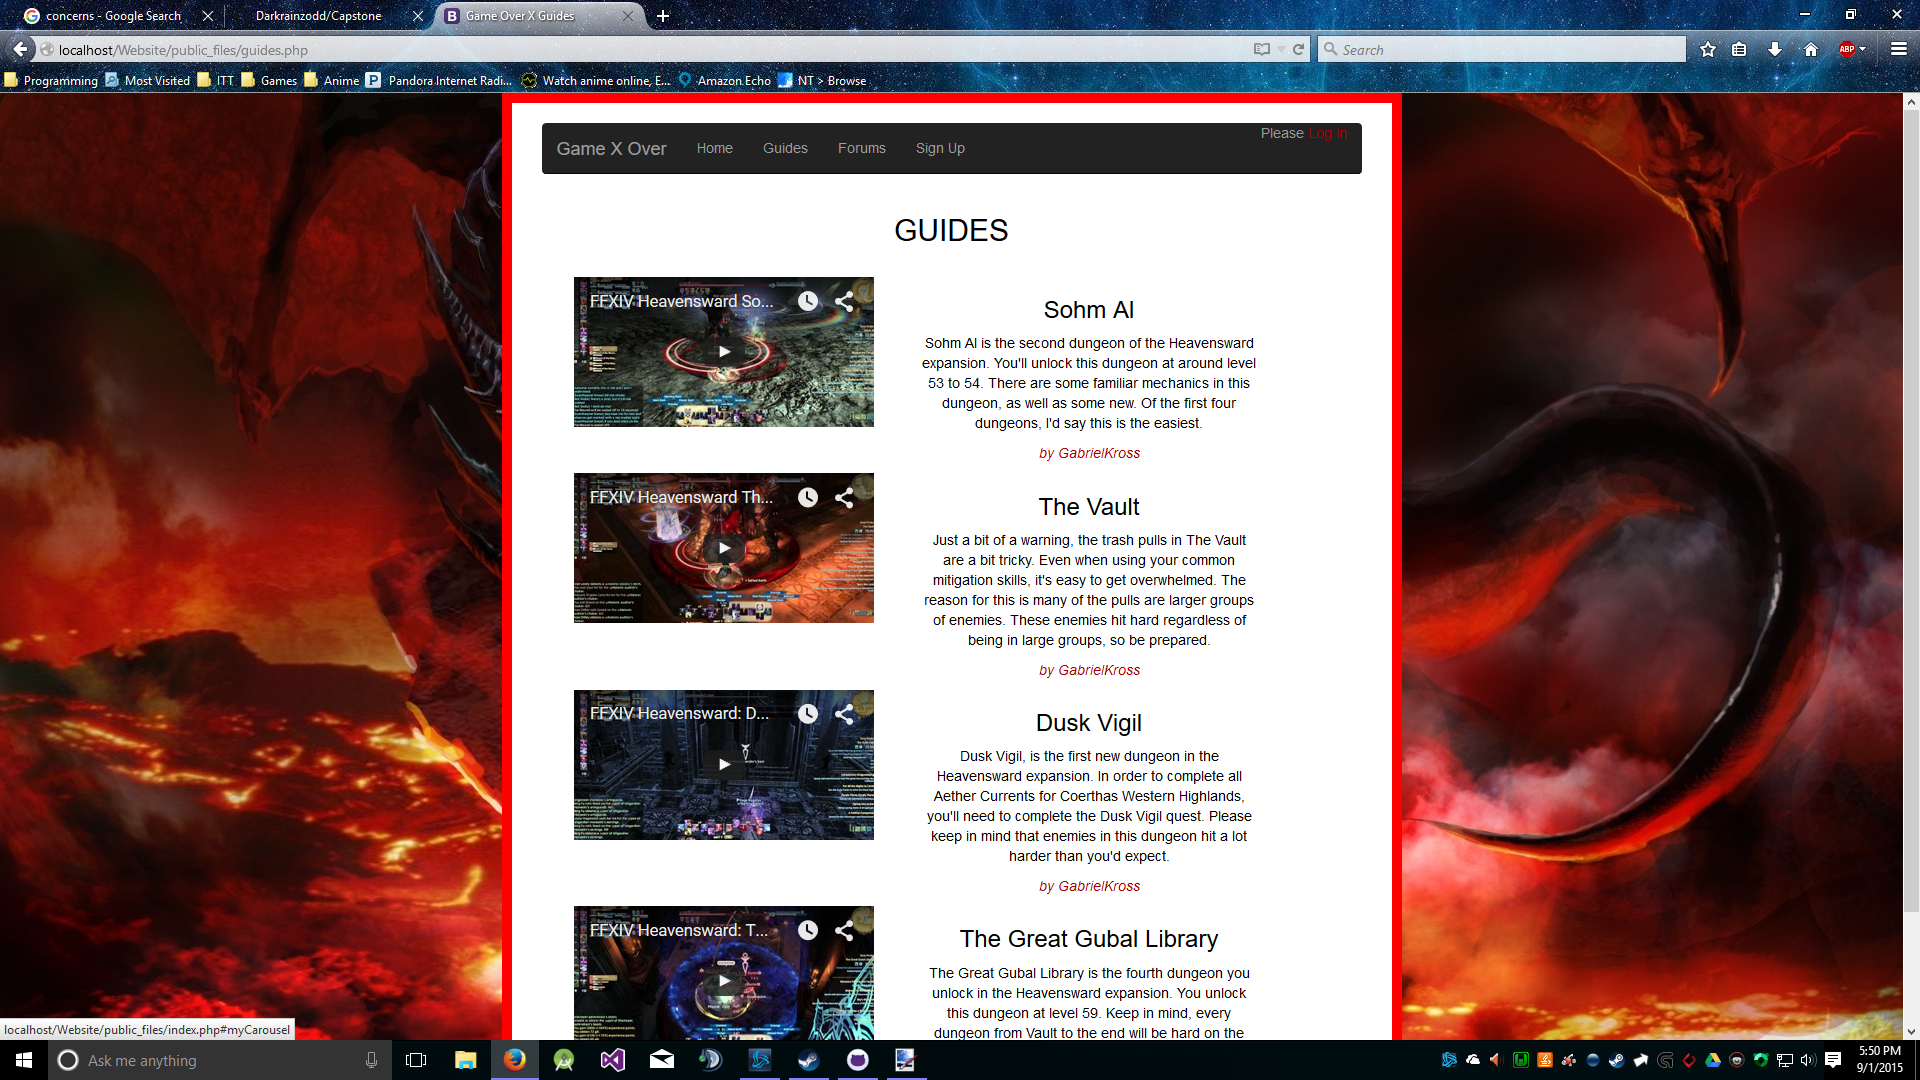 concerns - Google Search
Darkrainzodd/Capstone
Game Over X Guides
localhost/Website/public_files/guides.php
Search
ABP
Programming
Most Visited
ITT
Games
Anime
Pandora Internet Radi...
Watch anime online, E...
Amazon Echo
NT > Browse
Game X Over
Home
Guides
Forums
Sign Up
Please Log in
GUIDES
FFXIV Heavensward So...
Sohm Al
Sohm Al is the second dungeon of the Heavensward
expansion. You'll unlock this dungeon at around level
53 to 54. There are some familiar mechanics in this
dungeon, as well as some new. Of the first four
dungeons, I'd say this is the easiest.
by GabrielKross
FFXIV Heavensward Th...
The Vault
Just a bit of a warning, the trash pulls in The Vault
are a bit tricky. Even when using your common
mitigation skills, it's easy to get overwhelmed. The
reason for this is many of the pulls are larger groups
of enemies. These enemies hit hard regardless of
being in large groups, so be prepared.
by GabrielKross
FFXIV Heavensward: D...
Dusk Vigil
Dusk Vigil, is the first new dungeon in the
Heavensward expansion. In order to complete all
Aether Currents for Coerthas Western Highlands,
you'll need to complete the Dusk Vigil quest. Please
keep in mind that enemies in this dungeon hit a lot
harder than you'd expect.
by GabrielKross
FFXIV Heavensward: T...
The Great Gubal Library
The Great Gubal Library is the fourth dungeon you
unlock in the Heavensward expansion. You unlock
this dungeon at level 59. Keep in mind, every
dungeon from Vault to the end will be hard on the
localhost/Website/public_files/index.php#myCarousel
Ask me anything
5:50 PM
9/1/2015